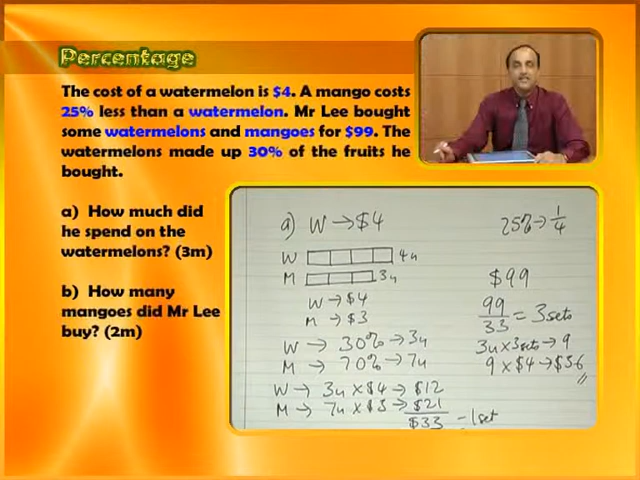 Percentage
The cost of a watermelon is $4. A mango costs
25% less than a watermelon. Mr Lee bought
some watermelons and mangoes for $99. The
watermelons made up 30% of the fruits he
bought.
a) How much did
he spend on the
watermelons? (3m)
b) How many
mangoes did Mr Lee
buy? (2m)
a) W → $4
W 4u
M 3u
W → $4
M → $3
W → 30% → 3u
M → 70% → 7u
W → 3u x $4 → $12
M → 7u x $3 → $21
$33 - 1 set
25% → 1/4
$99
99/33 = 3 sets
3u x 3 sets → 9
9 x $4 → $36